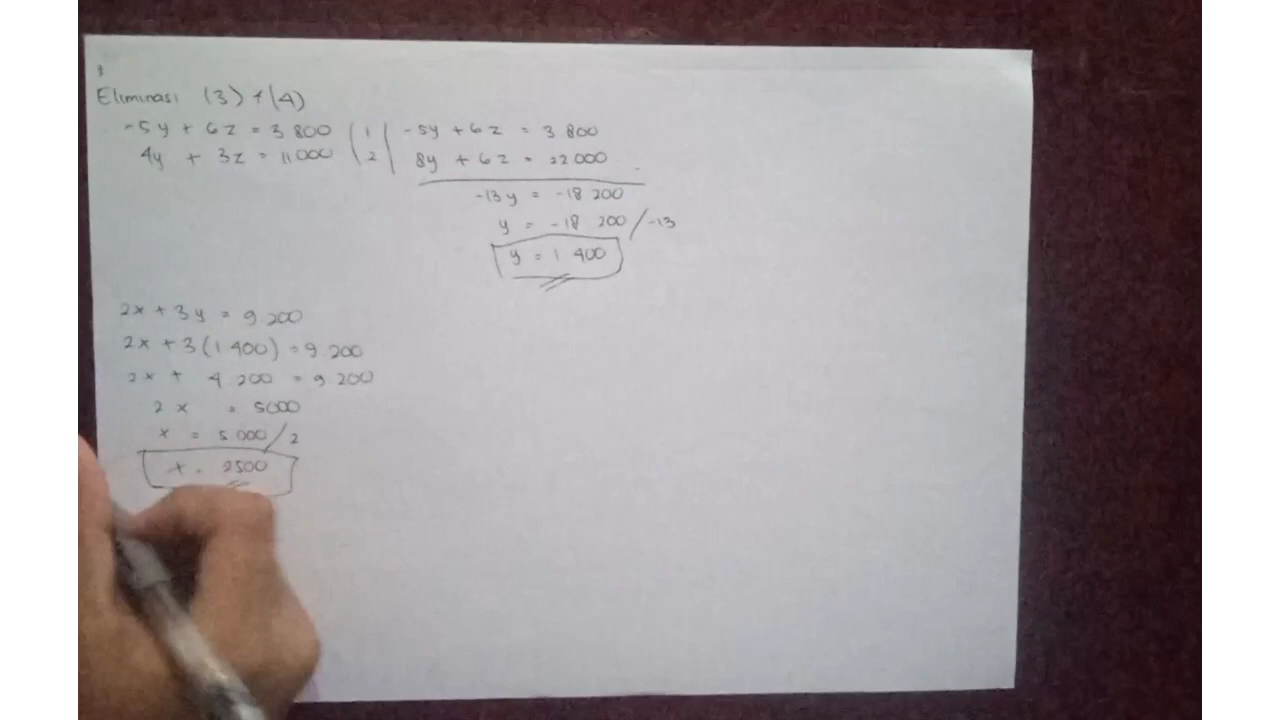 3
Eliminasi (3) + (4)
-5y + 6z = 3 800 | 1 | -5y + 6z = 3 800
4y + 3z = 11.000 | 2 | 8y + 6z = 22 000
-13y = -18 200
y = -18 200 / -13
y = 1 400
2x + 3y = 9.200
2x + 3(1 400) = 9.200
2x + 4 200 = 9 200
2x = 5000
x = 5 000 / 2
x = 2500